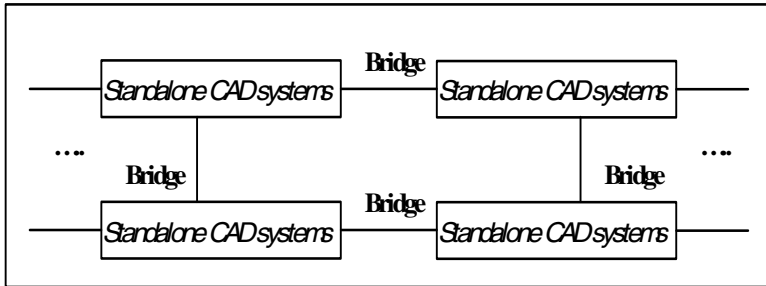 Bridge
Standalone CAD systems Standalone CAD systems
.... ....
Bridge Bridge
Bridge
Standalone CAD systems Standalone CAD systems